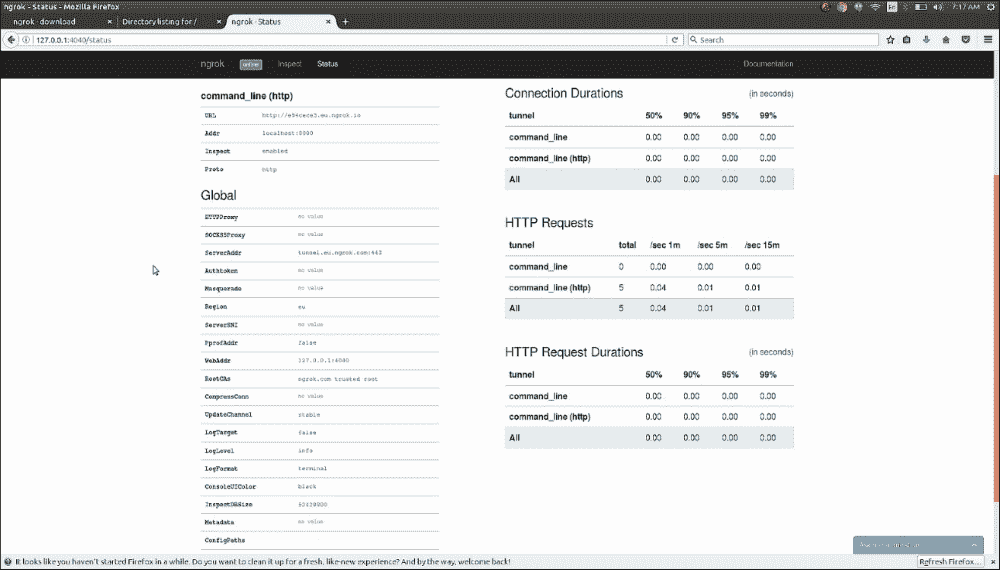 ngrok - Status - Mozilla Firefox
7:17 AM
ngrok - download
Directory listing for /
ngrok - Status
127.0.0.1:4040/status
Search
ngrok online Inspect Status Documentation
command_line (http)
URL
Addr
Inspect enabled
Proto http
Global
HTTPProxy no value
SOCKS5Proxy no value
ServerAddr tunnel.eu.ngrok.com:443
Authtoken no value
Masquerade no value
Region eu
ServerSNI no value
PprofAddr false
WebAddr 127.0.0.1:4040
RootCAs ngrok.com trusted root
CompressConn no value
UpdateChannel stable
LogTarget false
LogLevel info
LogFormat terminal
ConsoleUIColor black
InspectDBSize
Metadata no value
ConfigPaths
Connection Durations (in seconds)
tunnel 50% 90% 95% 99%
command_line 0.00 0.00 0.00 0.00
command_line (http) 0.00 0.00 0.00 0.00
All 0.00 0.00 0.00 0.00
HTTP Requests
tunnel total /sec 1m /sec 5m /sec 15m
command_line 0 0.00 0.00 0.00
command_line (http) 5 0.04 0.01 0.01
All 5 0.04 0.01 0.01
HTTP Request Durations (in seconds)
tunnel 50% 90% 95% 99%
command_line 0.00 0.00 0.00 0.00
command_line (http) 0.00 0.00 0.00 0.00
All 0.00 0.00 0.00 0.00
It looks like you haven't started Firefox in a while. Do you want to clean it up for a fresh, like-new experience? And by the way, welcome back!
Refresh Firefox...